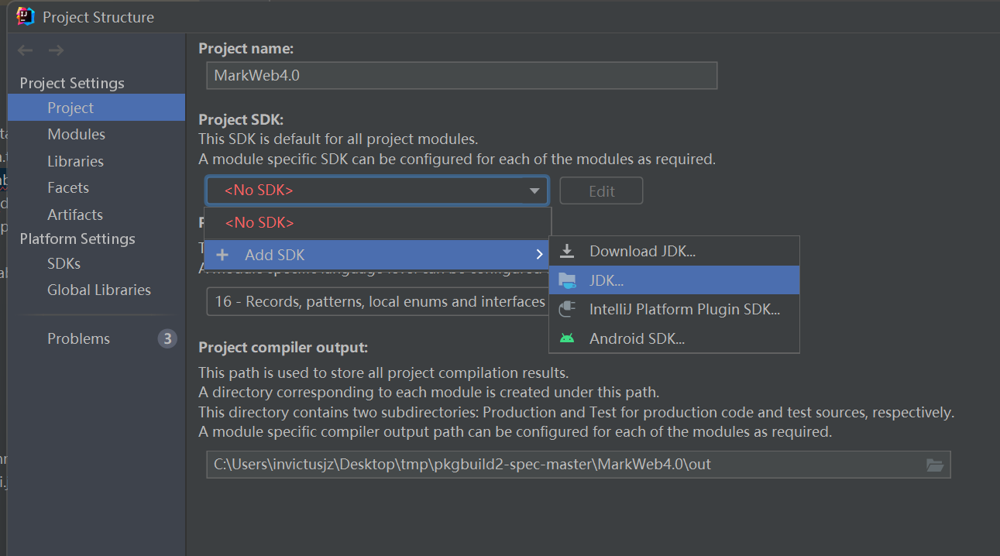 Project Structure
Project Settings
Project
Modules
Libraries
Facets
Artifacts
Platform Settings
SDKs
Global Libraries
Problems
3
Project name:
MarkWeb4.0
Project SDK:
This SDK is default for all project modules.
A module specific SDK can be configured for each of the modules as required.
<No SDK>
Edit
<No SDK>
Add SDK
Download JDK...
JDK...
IntelliJ Platform Plugin SDK...
Android SDK...
16 - Records, patterns, local enums and interfaces
Project compiler output:
This path is used to store all project compilation results.
A directory corresponding to each module is created under this path.
This directory contains two subdirectories: Production and Test for production code and test sources, respectively.
A module specific compiler output path can be configured for each of the modules as required.
C:\Users\invictusjz\Desktop\tmp\pkgbuild2-spec-master\MarkWeb4.0\out